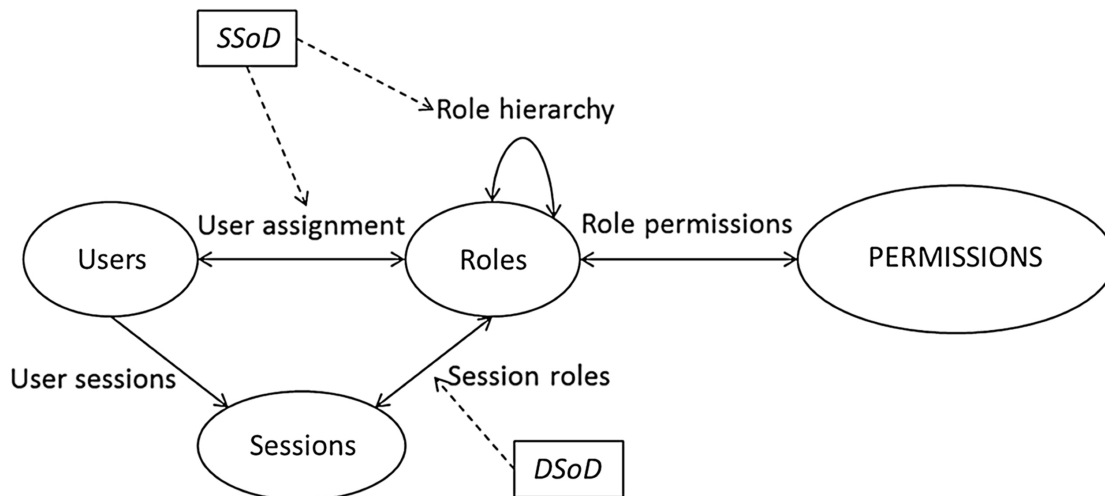 SSoD
Role hierarchy
User assignment
Role permissions
Users
Roles
PERMISSIONS
User sessions
Session roles
Sessions
DSoD